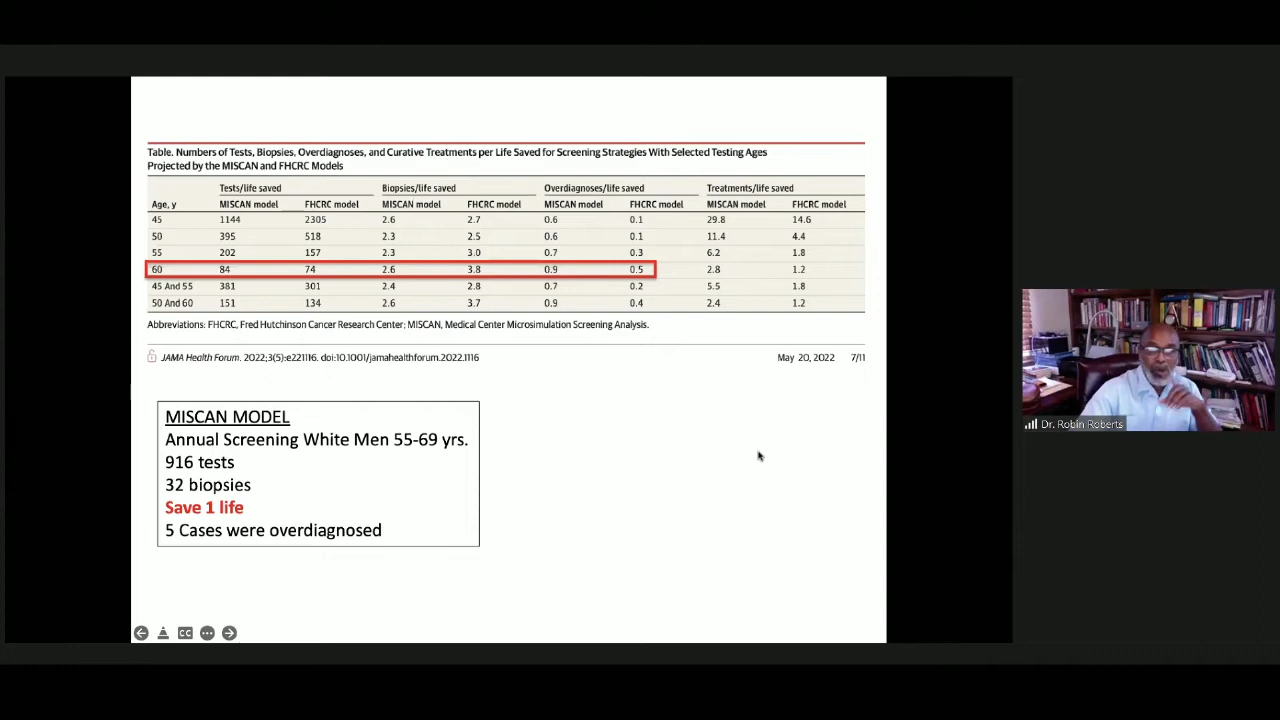 Table. Numbers of Tests, Biopsies, Overdiagnoses, and Curative Treatments per Life Saved for Screening Strategies With Selected Testing Ages
Projected by the MISCAN and FHCRC Models
Tests/life saved Biopsies/life saved Overdiagnoses/life saved Treatments/life saved
Age, y MISCAN model FHCRC model MISCAN model FHCRC model MISCAN model FHCRC model MISCAN model FHCRC model
45 1144 2305 2.6 2.7 0.6 0.1 29.8 14.6
50 395 518 2.3 2.5 0.6 0.1 11.4 4.4
55 202 157 2.3 3.0 0.7 0.3 6.2 1.8
60 84 74 2.6 3.8 0.9 0.5 2.8 1.2
45 And 55 381 301 2.4 2.8 0.7 0.2 5.5 1.8
50 And 60 151 134 2.6 3.7 0.9 0.4 2.4 1.2
Abbreviations: FHCRC, Fred Hutchinson Cancer Research Center; MISCAN, Medical Center Microsimulation Screening Analysis.
JAMA Health Forum. 2022;3(5):e221116. doi:10.1001/jamahealthforum.2022.1116 May 20, 2022 7/11
MISCAN MODEL
Annual Screening White Men 55-69 yrs.
916 tests
32 biopsies
Save 1 life
5 Cases were overdiagnosed
Dr. Robin Roberts
CC